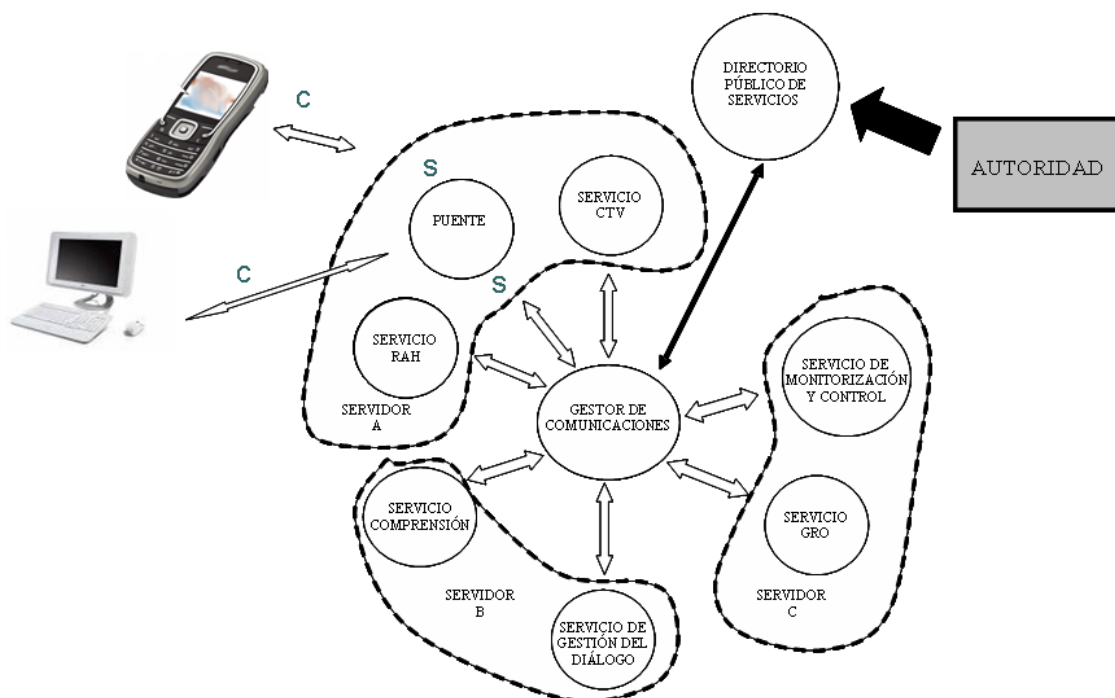 DIRECTORIO
PÚBLICO DE
SERVICIOS
AUTORIDAD
C
S
PUENTE
SERVICIO
CTV
C
S
SERVICIO
RAH
SERVIDOR
A
GESTOR DE
COMUNICACIONES
SERVICIO DE
MONITORIZACIÓN
Y CONTROL
SERVICIO
GRO
SERVIDOR
C
SERVICIO
COMPRENSIÓN
SERVIDOR
B
SERVICIO DE
GESTIÓN DEL
DIÁLOGO